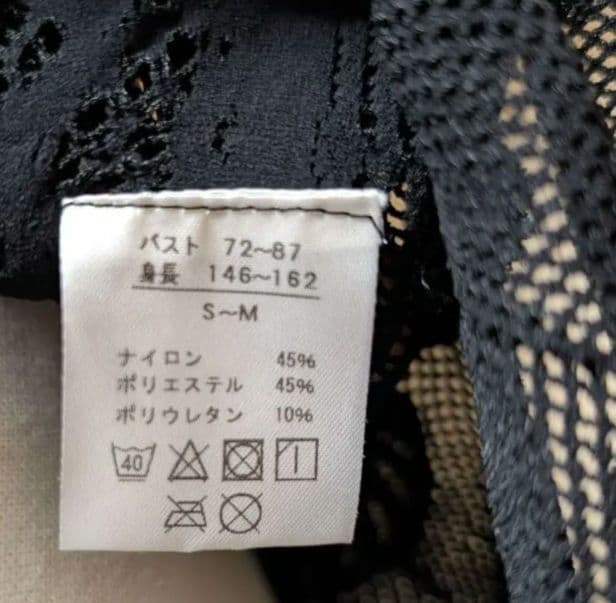 バスト 72〜87
身長 146〜162
S〜M
ナイロン 45%
ポリエステル 45%
ポリウレタン 10%
40